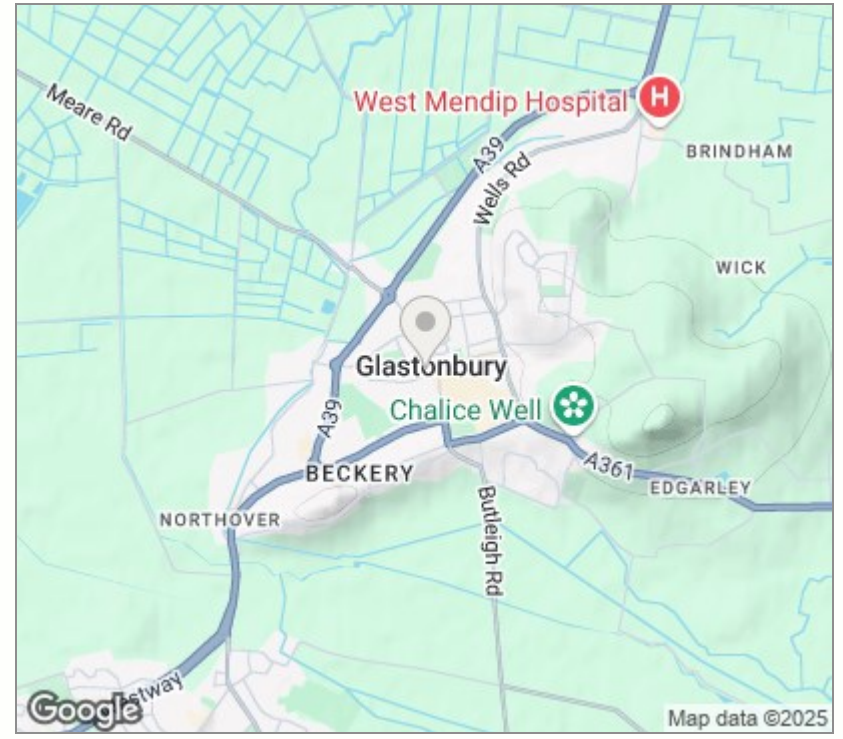 Meare Rd
West Mendip Hospital
H
A39
Wells Rd
BRINDHAM
WICK
Glastonbury
Chalice Well
A39
BECKERY
A361
EDGARLEY
NORTHOVER
Butleigh Rd
Google
Map data ©2025